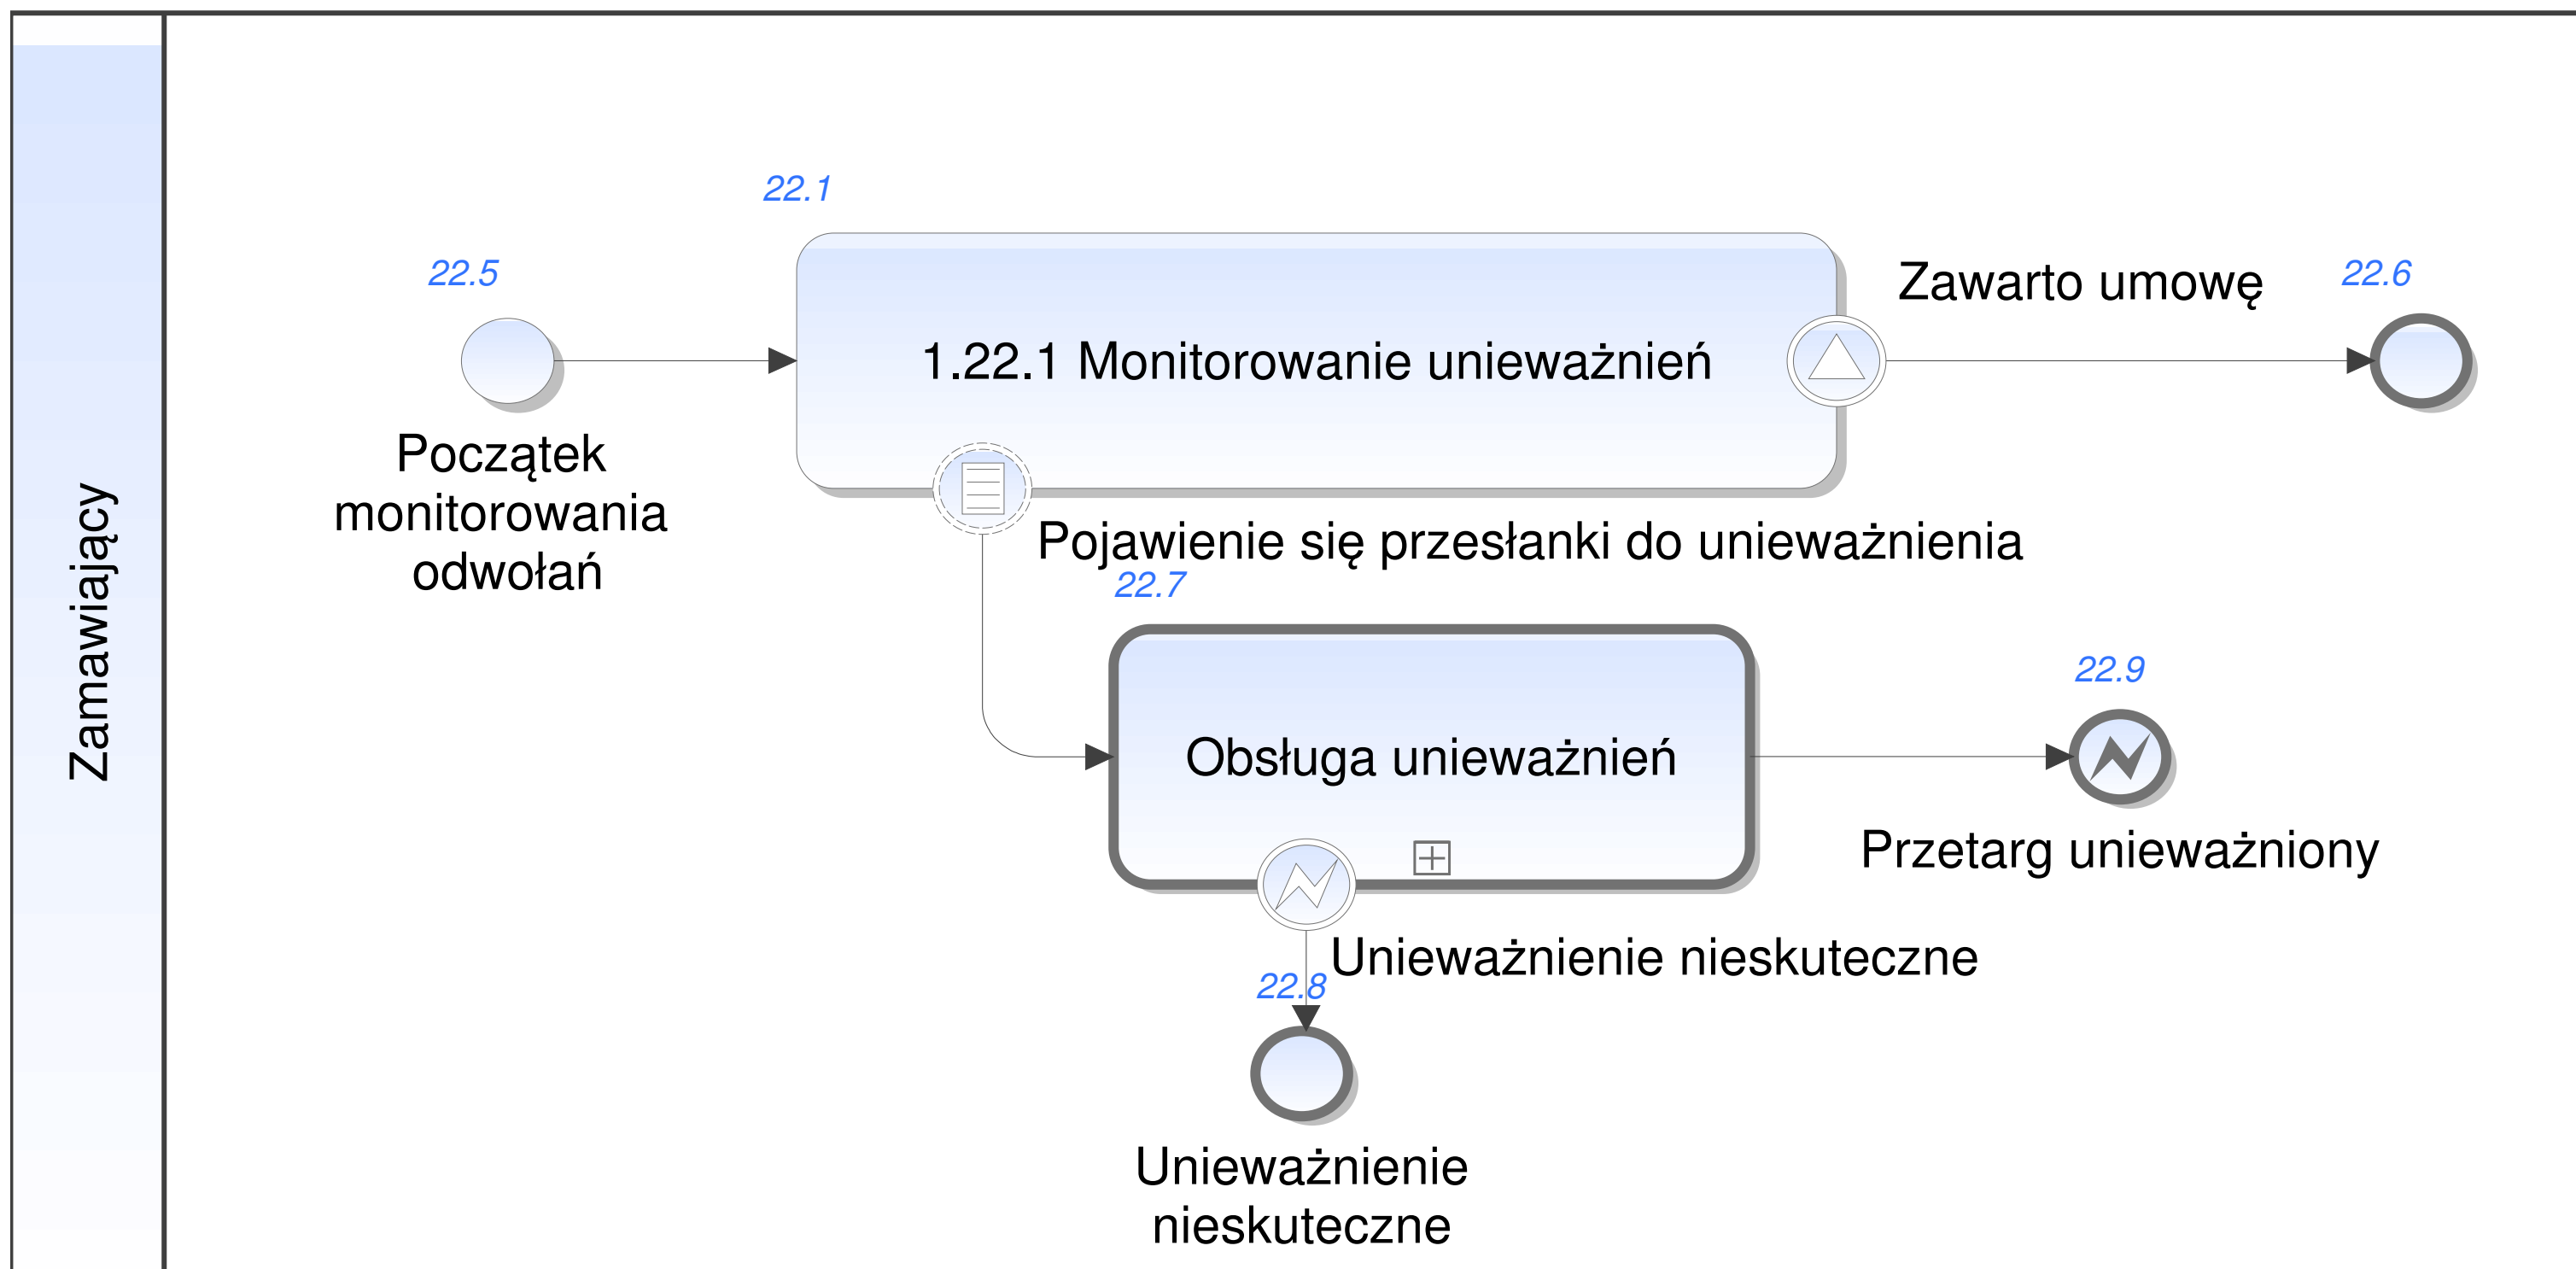 Zamawiający
22.1
22.5
1.22.1 Monitorowanie unieważnień
Zawarto umowę
22.6
Początek
monitorowania
odwołań
Pojawienie się przesłanki do unieważnienia
22.7
Obsługa unieważnień
22.9
Przetarg unieważniony
Unieważnienie nieskuteczne
22.8
Unieważnienie
nieskuteczne